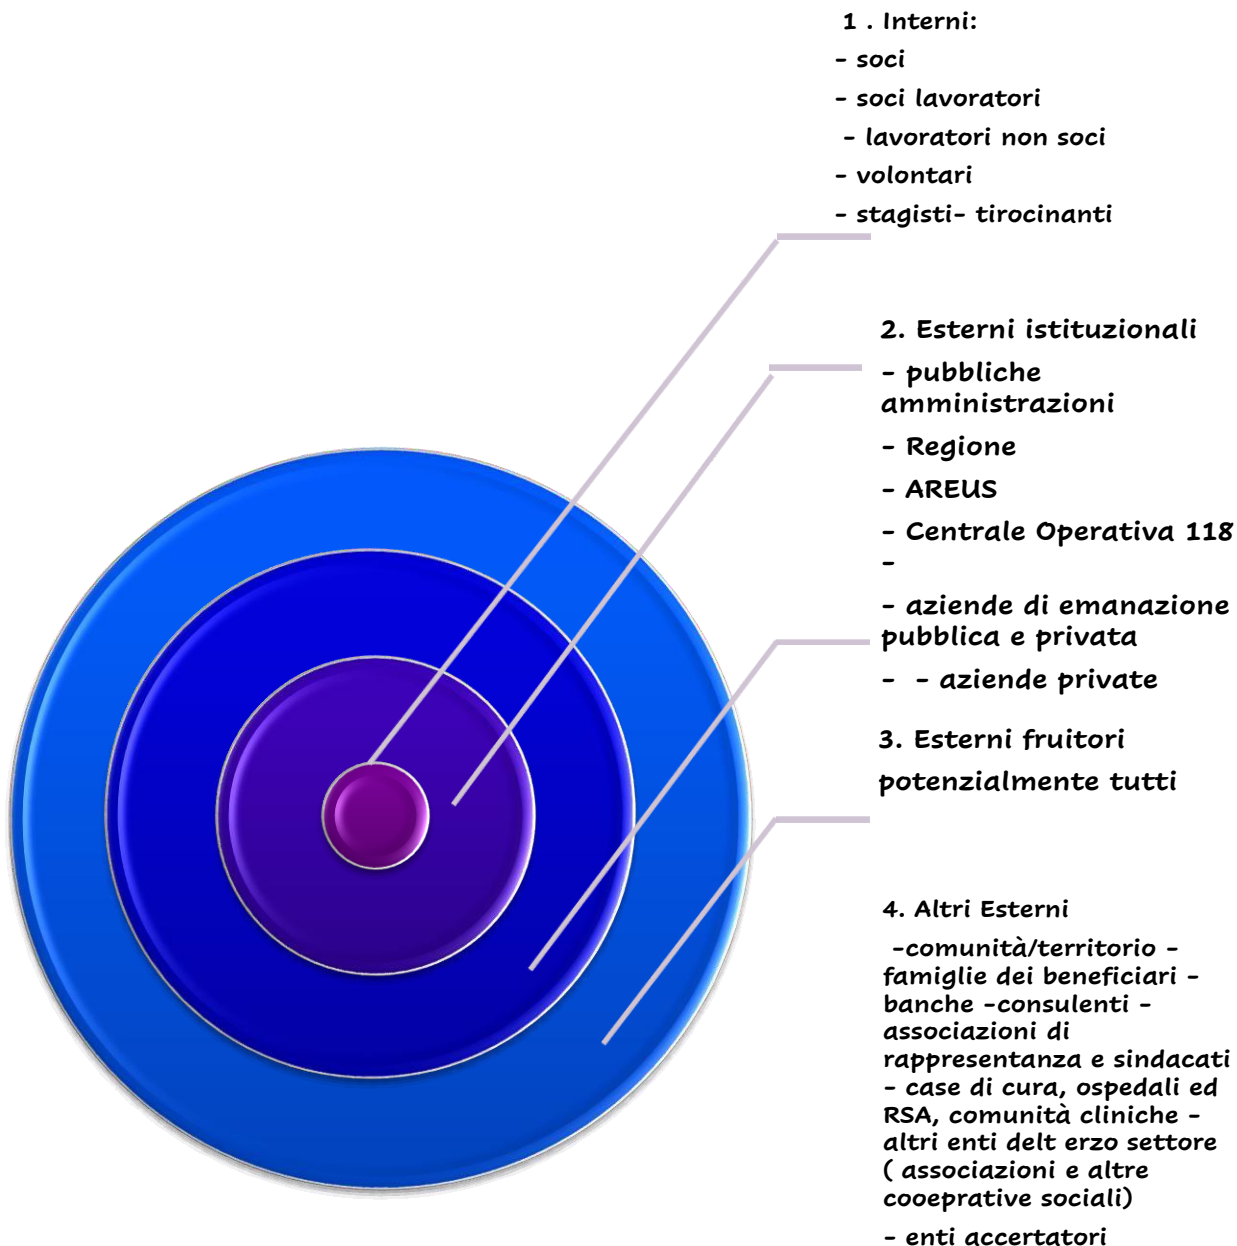 1 . Interni:
- soci
- soci lavoratori
- lavoratori non soci
- volontari
- stagisti- tirocinanti
2. Esterni istituzionali
- pubbliche
amministrazioni
- Regione
- AREUS
- Centrale Operativa 118
-
- aziende di emanazione
pubblica e privata
- - aziende private
3. Esterni fruitori
potenzialmente tutti
4. Altri Esterni
-comunità/territorio -
famiglie dei beneficiari -
banche -consulenti -
associazioni di
rappresentanza e sindacati
- case di cura, ospedali ed
RSA, comunità cliniche -
altri enti delt erzo settore
( associazioni e altre
cooeprative sociali)
- enti accertatori